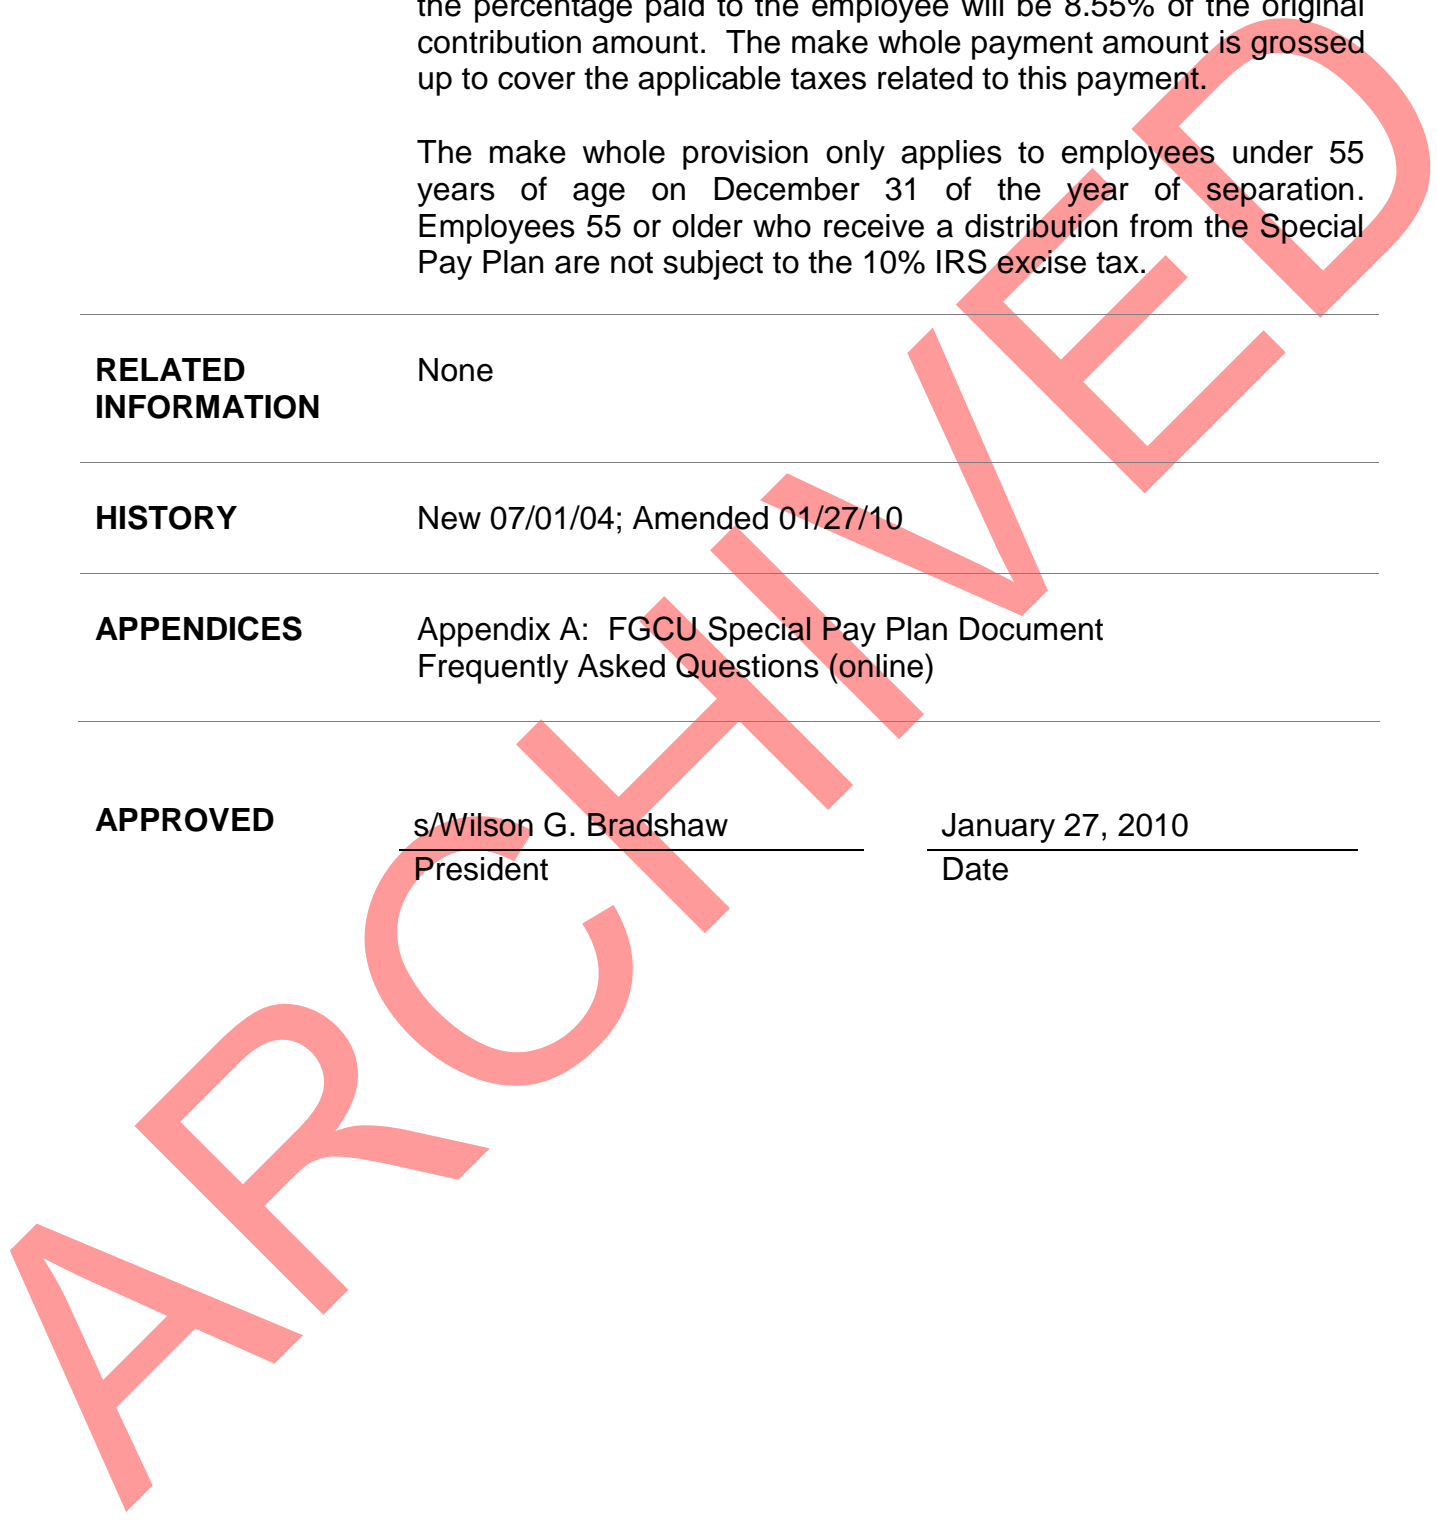 the percentage paid to the employee will be 8.55% of the original
contribution amount.  The make whole payment amount is grossed
up to cover the applicable taxes related to this payment.
The make whole provision only applies to employees under 55
years of age on December 31 of the year of separation.
Employees 55 or older who receive a distribution from the Special
Pay Plan are not subject to the 10% IRS excise tax.
RELATED
INFORMATION
None
HISTORY
New 07/01/04; Amended 01/27/10
APPENDICES
Appendix A:  FGCU Special Pay Plan Document
Frequently Asked Questions (online)
APPROVED
s/Wilson G. Bradshaw
January 27, 2010
President
Date
ARCHIVED